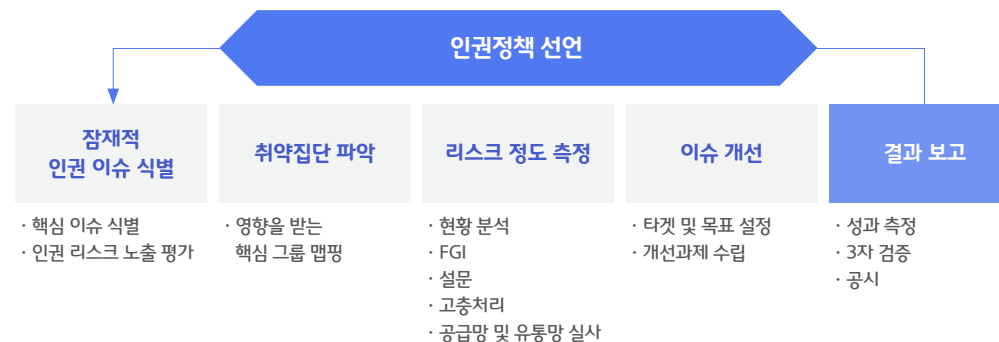 인권정책 선언
잠재적
인권 이슈 식별
· 핵심 이슈 식별
· 인권 리스크 노출 평가
취약집단 파악
· 영향을 받는
핵심 그룹 맵핑
리스크 정도 측정
· 현황 분석
· FGI
· 설문
· 고충처리
· 공급망 및 유통망 실사
이슈 개선
· 타겟 및 목표 설정
· 개선과제 수립
결과 보고
· 성과 측정
· 3자 검증
· 공시